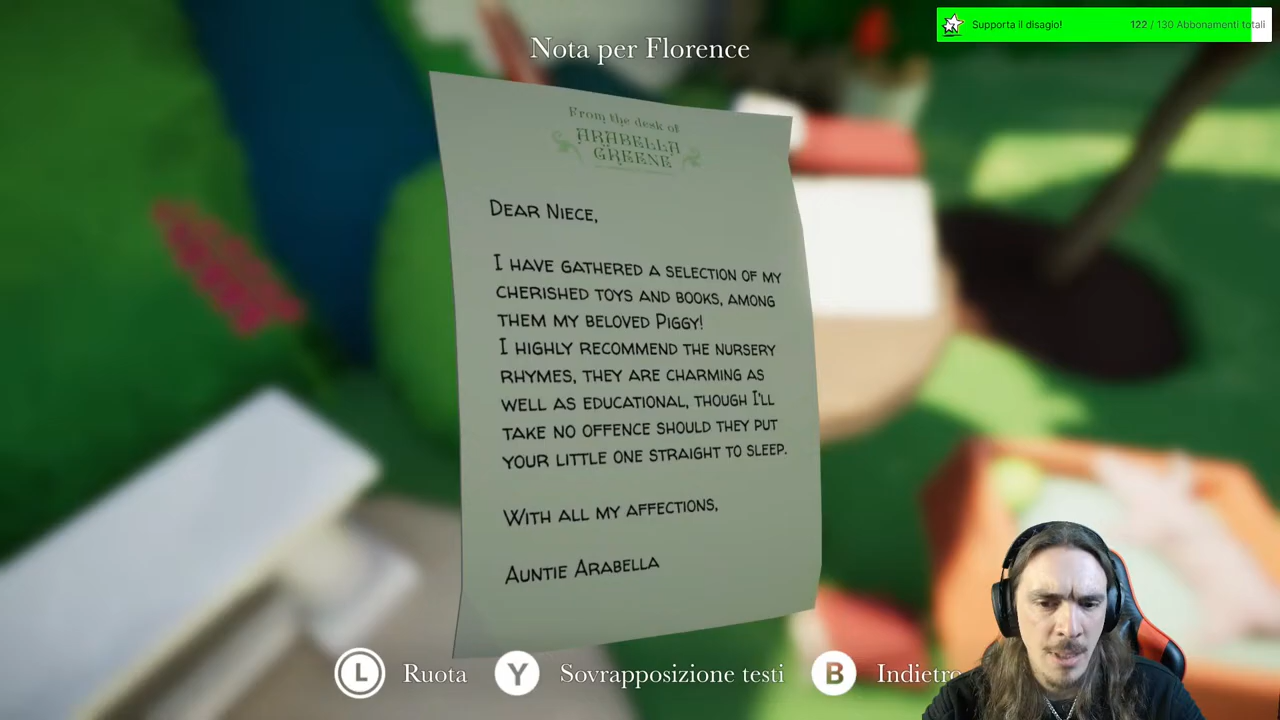 Supporta il disagio!
122 / 130 Abbonamenti totali
Nota per Florence
From the desk of
ARABELLA
GREENE
DEAR NIECE,
I HAVE GATHERED A SELECTION OF MY
CHERISHED TOYS AND BOOKS, AMONG
THEM MY BELOVED PIGGY!
I HIGHLY RECOMMEND THE NURSERY
RHYMES, THEY ARE CHARMING AS
WELL AS EDUCATIONAL, THOUGH I'LL
TAKE NO OFFENCE SHOULD THEY PUT
YOUR LITTLE ONE STRAIGHT TO SLEEP.
WITH ALL MY AFFECTIONS,
AUNTIE ARABELLA
L Ruota Y Sovrapposizione testi B Indietro